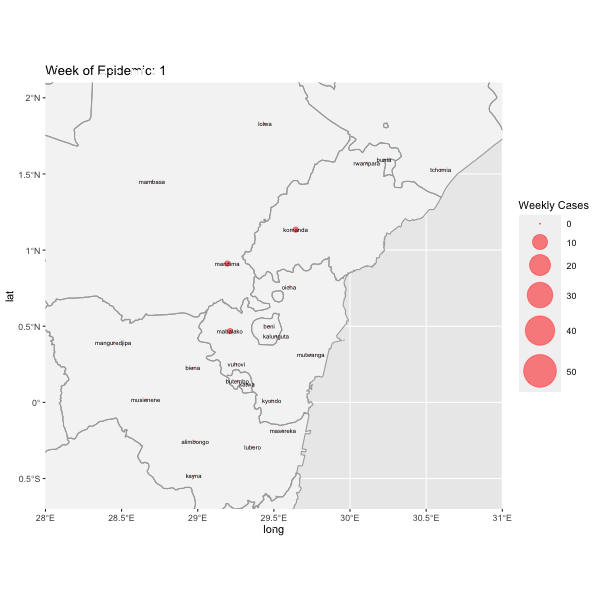 Week of Epidemic: 1
2°N
1.5°N
1°N
0.5°N
0°
0.5°S
lat
lolwa
bunia
rwampara
tchomia
mambasa
komanda
mandima
oicha
beni
mabalako
kalunguta
manguredjipa
mutwanga
vuhovi
biena
butembo
katwa
musienene
kyondo
masereka
alimbongo
lubero
kayna
28°E 28.5°E 29°E 29.5°E 30°E 30.5°E 31°E
long
Weekly Cases
0
10
20
30
40
50